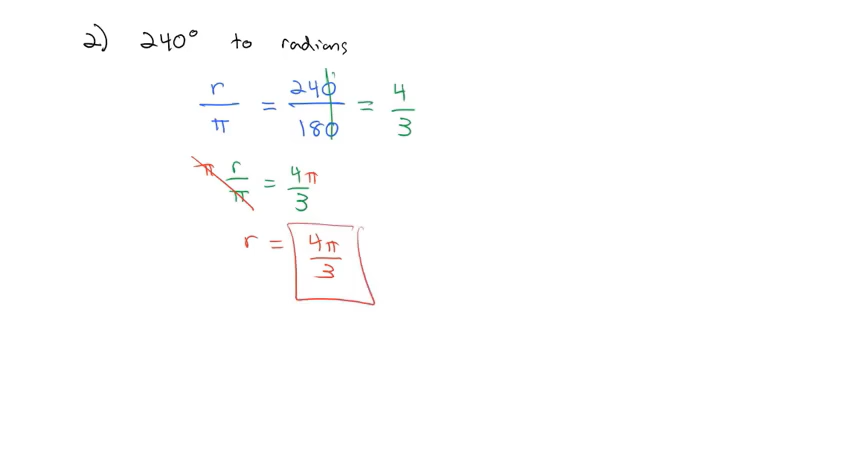 2) 240° to radians
r/π = 240/180 = 4/3
π r/π = 4π/3
r = 4π/3